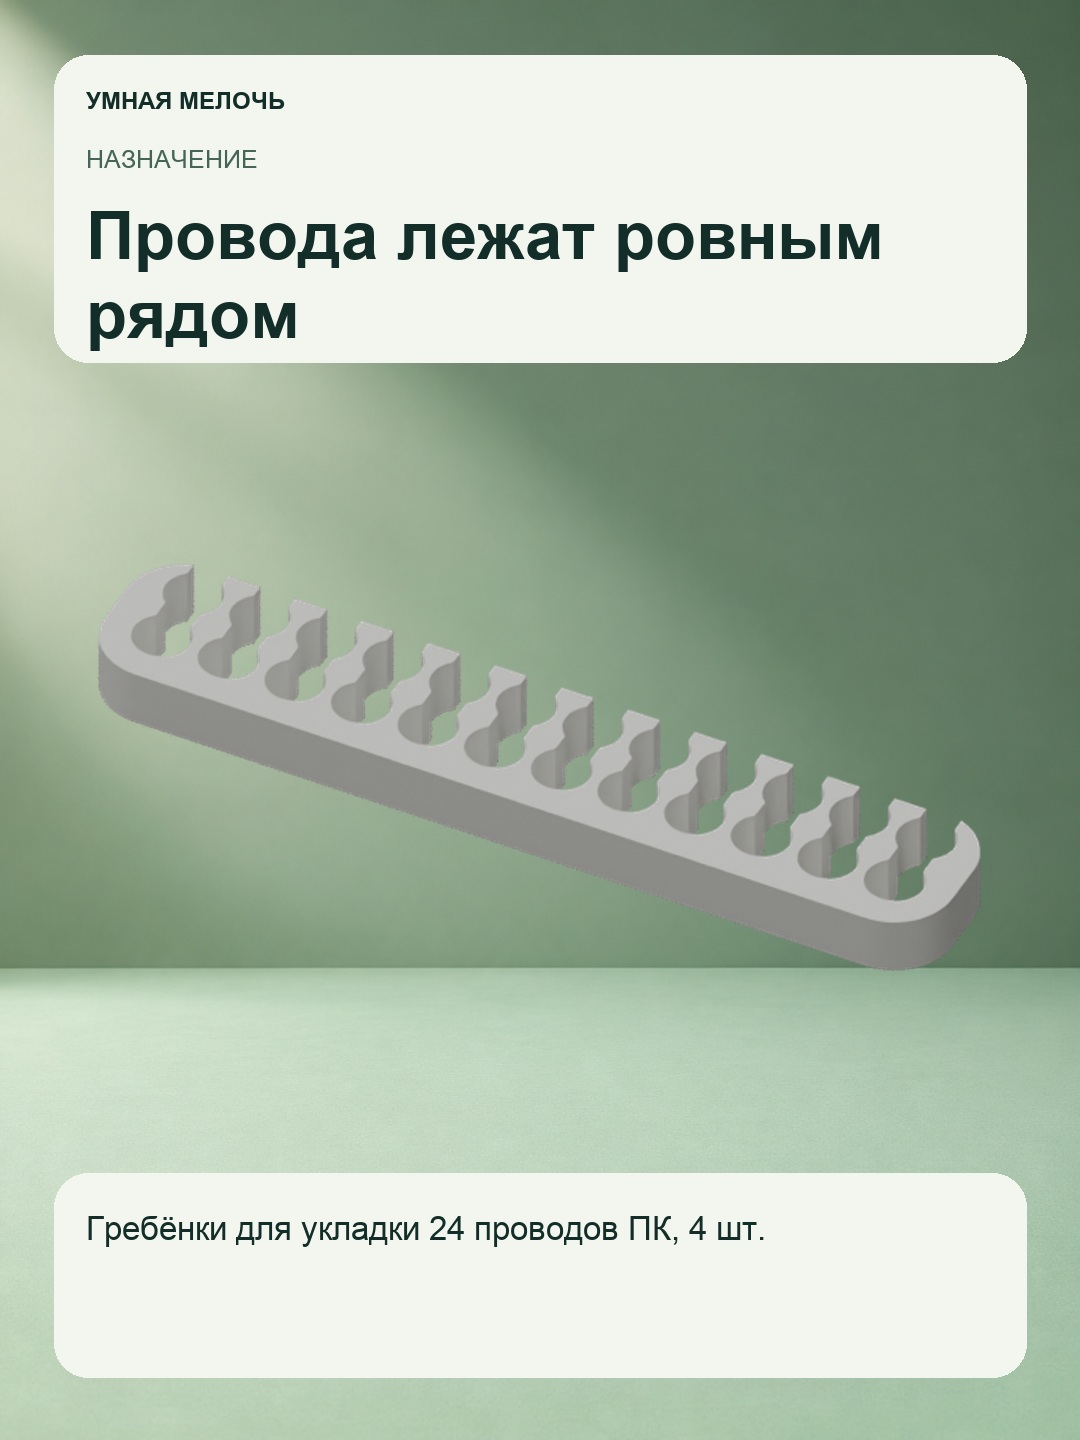 УМНАЯ МЕЛОЧЬ
НАЗНАЧЕНИЕ
Провода лежат ровным
рядом
Гребёнки для укладки 24 проводов ПК, 4 шт.